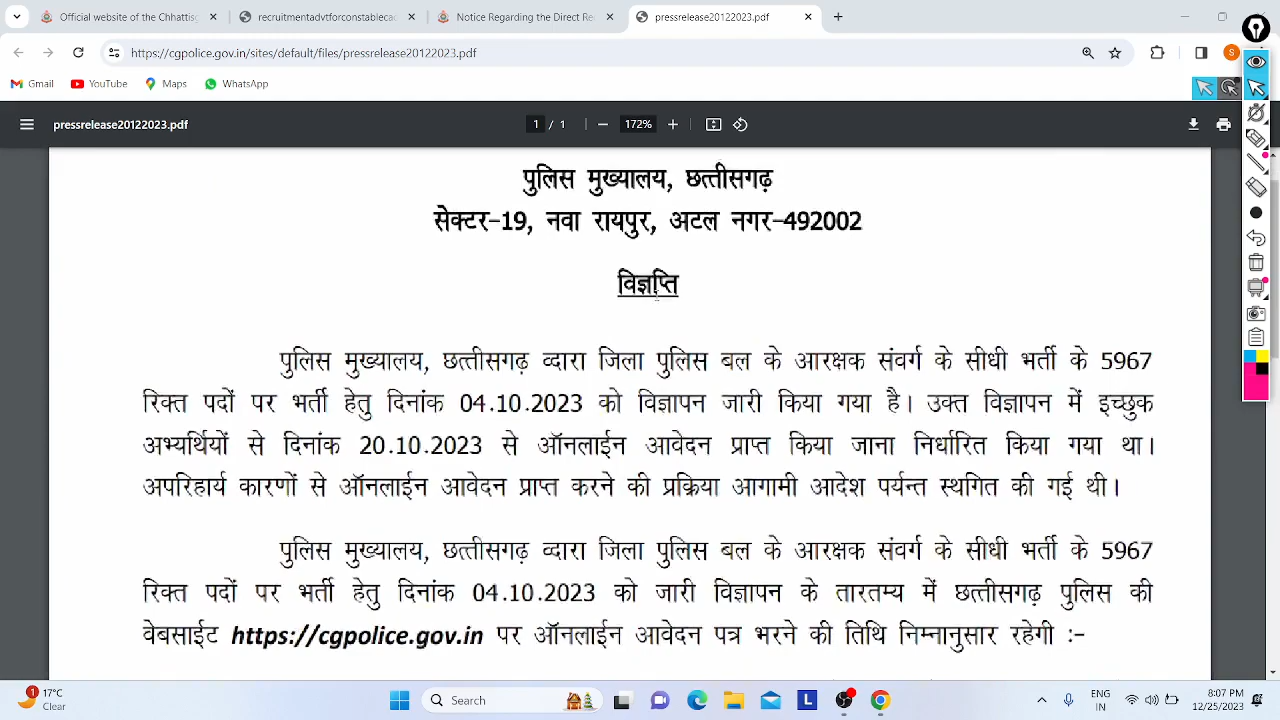 Official website of the Chhattisg
recruitmentadvtforconstablecad
Notice Regarding the Direct Re
pressrelease20122023.pdf
https://cgpolice.gov.in/sites/default/files/pressrelease20122023.pdf
S
Gmail
YouTube
Maps
WhatsApp
pressrelease20122023.pdf
1 / 1
172%
पुलिस मुख्यालय, छत्तीसगढ़
सेक्टर-19, नवा रायपुर, अटल नगर-492002
विज्ञप्ति
पुलिस मुख्यालय, छत्तीसगढ़ व्दारा जिला पुलिस बल के आरक्षक संवर्ग के सीधी भर्ती के 5967
रिक्त पदों पर भर्ती हेतु दिनांक 04.10.2023 को विज्ञापन जारी किया गया है। उक्त विज्ञापन में इच्छुक
अभ्यर्थियों से दिनांक 20.10.2023 से ऑनलाईन आवेदन प्राप्त किया जाना निर्धारित किया गया था।
अपरिहार्य कारणों से ऑनलाईन आवेदन प्राप्त करने की प्रक्रिया आगामी आदेश पर्यन्त स्थगित की गई थी।
पुलिस मुख्यालय, छत्तीसगढ़ व्दारा जिला पुलिस बल के आरक्षक संवर्ग के सीधी भर्ती के 5967
रिक्त पदों पर भर्ती हेतु दिनांक 04.10.2023 को जारी विज्ञापन के तारतम्य में छत्तीसगढ़ पुलिस की
वेबसाईट https://cgpolice.gov.in पर ऑनलाईन आवेदन पत्र भरने की तिथि निम्नानुसार रहेगी :-
1
17°C
Clear
Search
L
ENG
IN
8:07 PM
12/25/2023